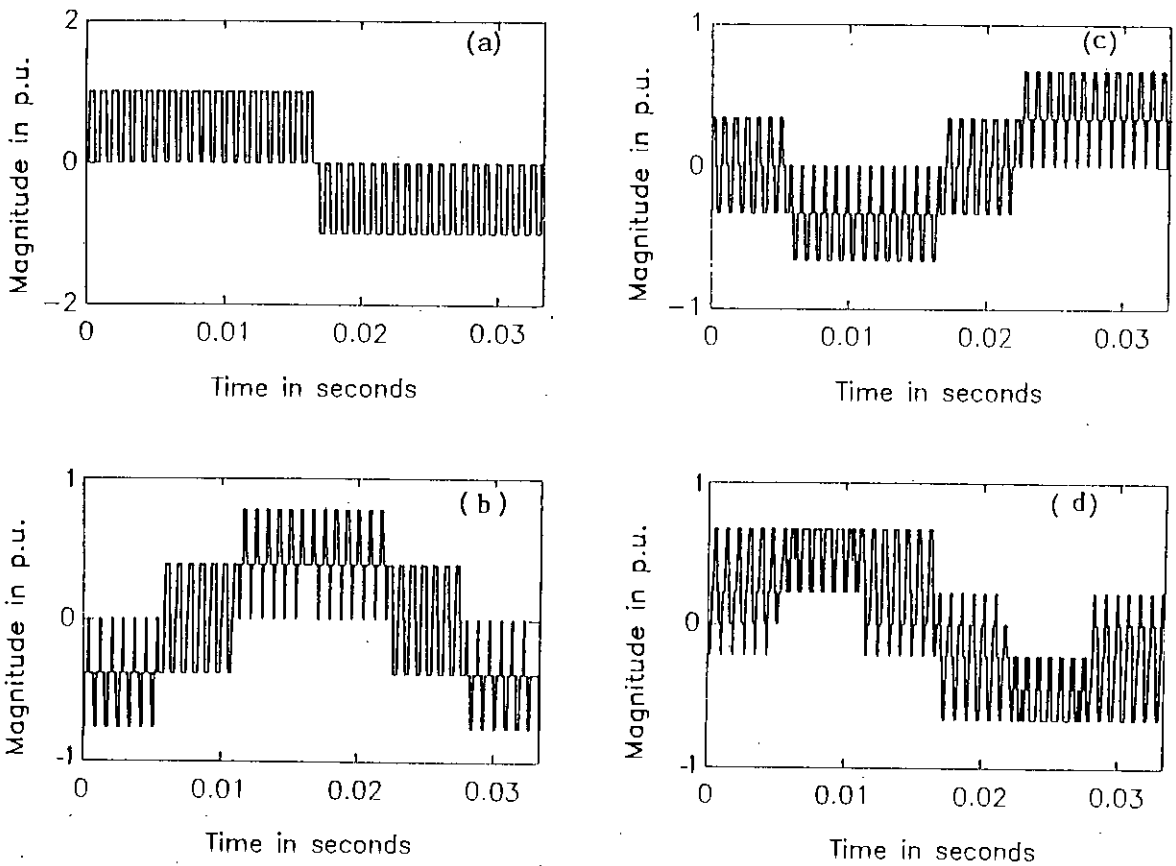 2
(a)
Magnitude in p.u.
0
−2
0 0.01 0.02 0.03
Time in seconds
1
(c)
Magnitude in p.u.
0
−1
0 0.01 0.02 0.03
Time in seconds
1
(b)
Magnitude in p.u.
0
-1
0 0.01 0.02 0.03
Time in seconds
1
(d)
Magnitude in p.u.
0
-1
0 0.01 0.02 0.03
Time in seconds